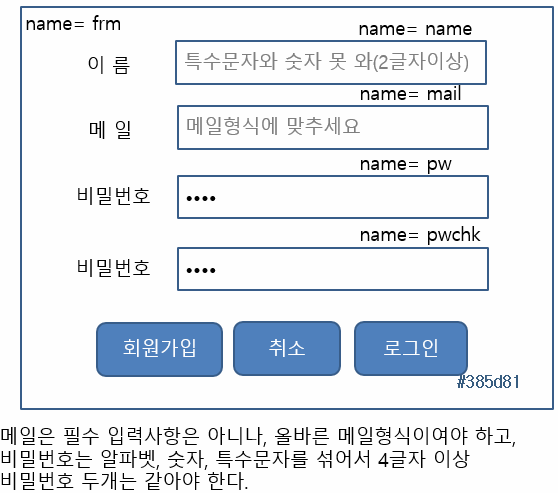 name= frm
name= name
이 름
특수문자와 숫자 못 와(2글자이상)
name= mail
메 일
메일형식에 맞추세요
name= pw
비밀번호
••••
name= pwchk
비밀번호
••••
회원가입
취소
로그인
#385d81
메일은 필수 입력사항은 아니나, 올바른 메일형식이여야 하고,
비밀번호는 알파벳, 숫자, 특수문자를 섞어서 4글자 이상
비밀번호 두개는 같아야 한다.